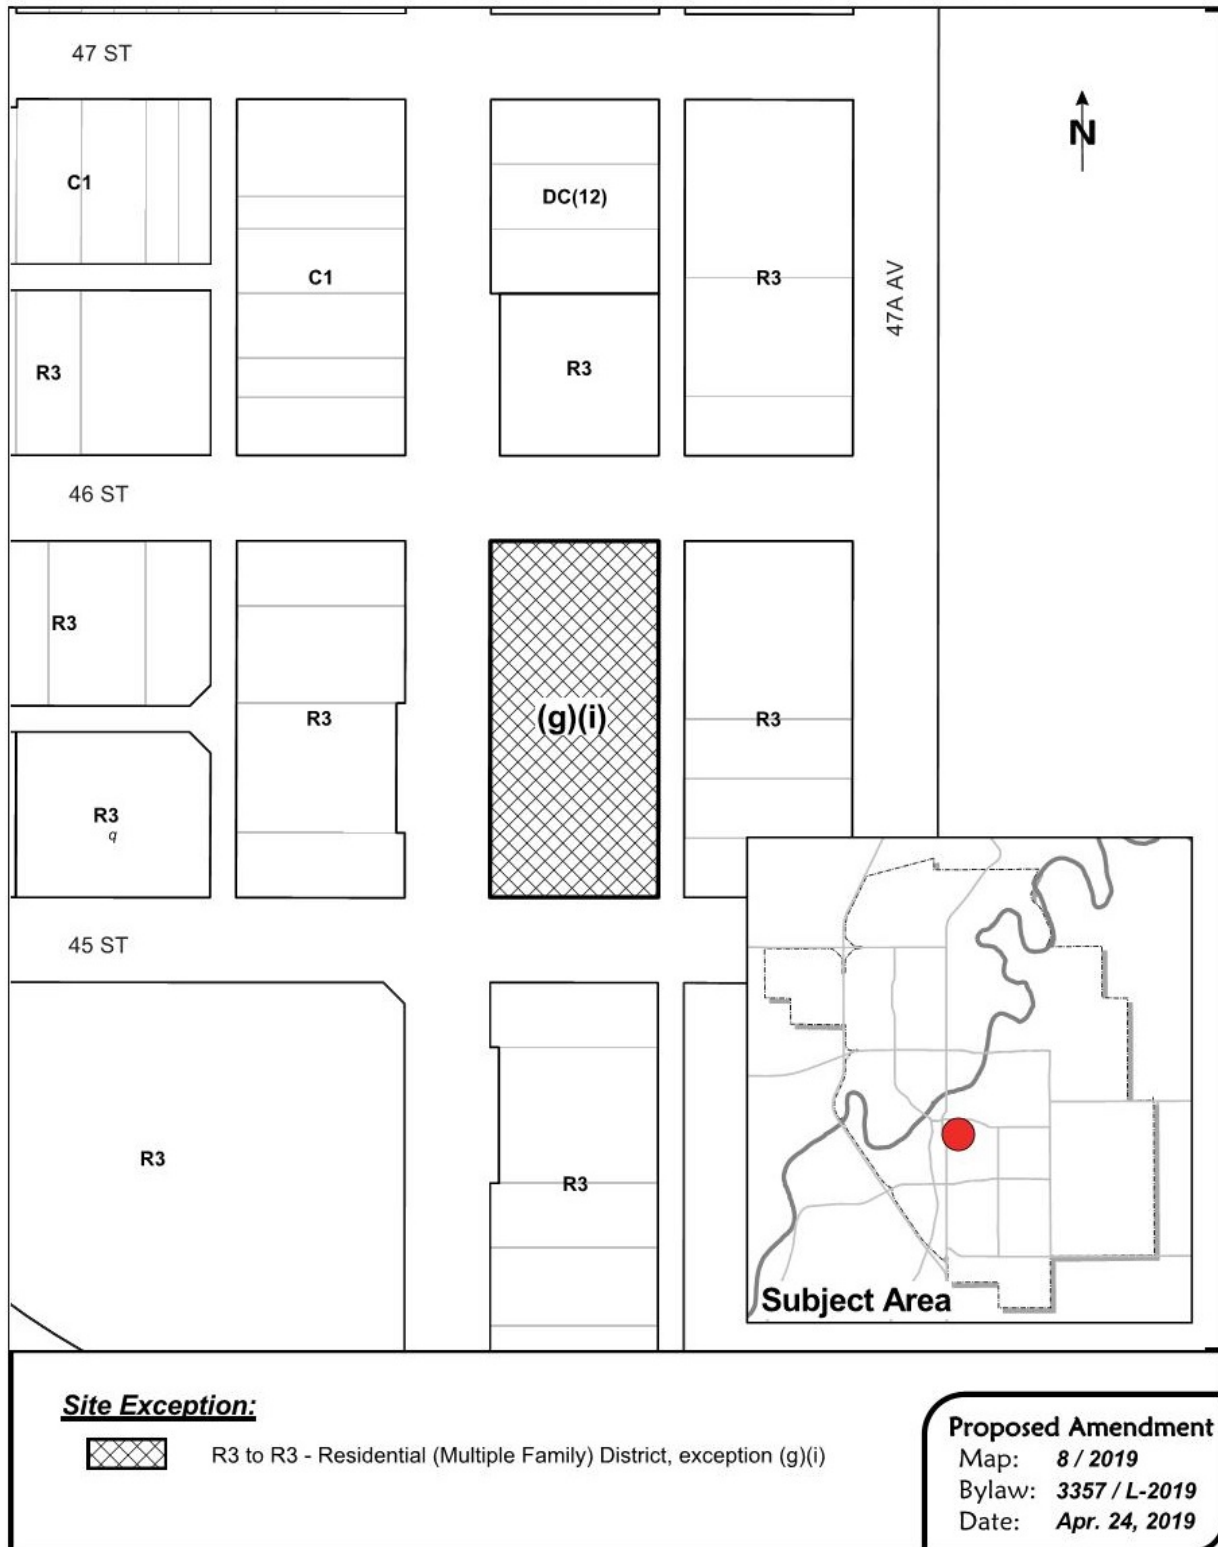 47 ST
N
C1
DC(12)
C1
R3
47A AV
R3
R3
46 ST
R3
R3
(g)(i)
R3
R3
q
45 ST
R3
R3
Subject Area
Site Exception:
R3 to R3 - Residential (Multiple Family) District, exception (g)(i)
Proposed Amendment
Map: 8 / 2019
Bylaw: 3357 / L-2019
Date: Apr. 24, 2019